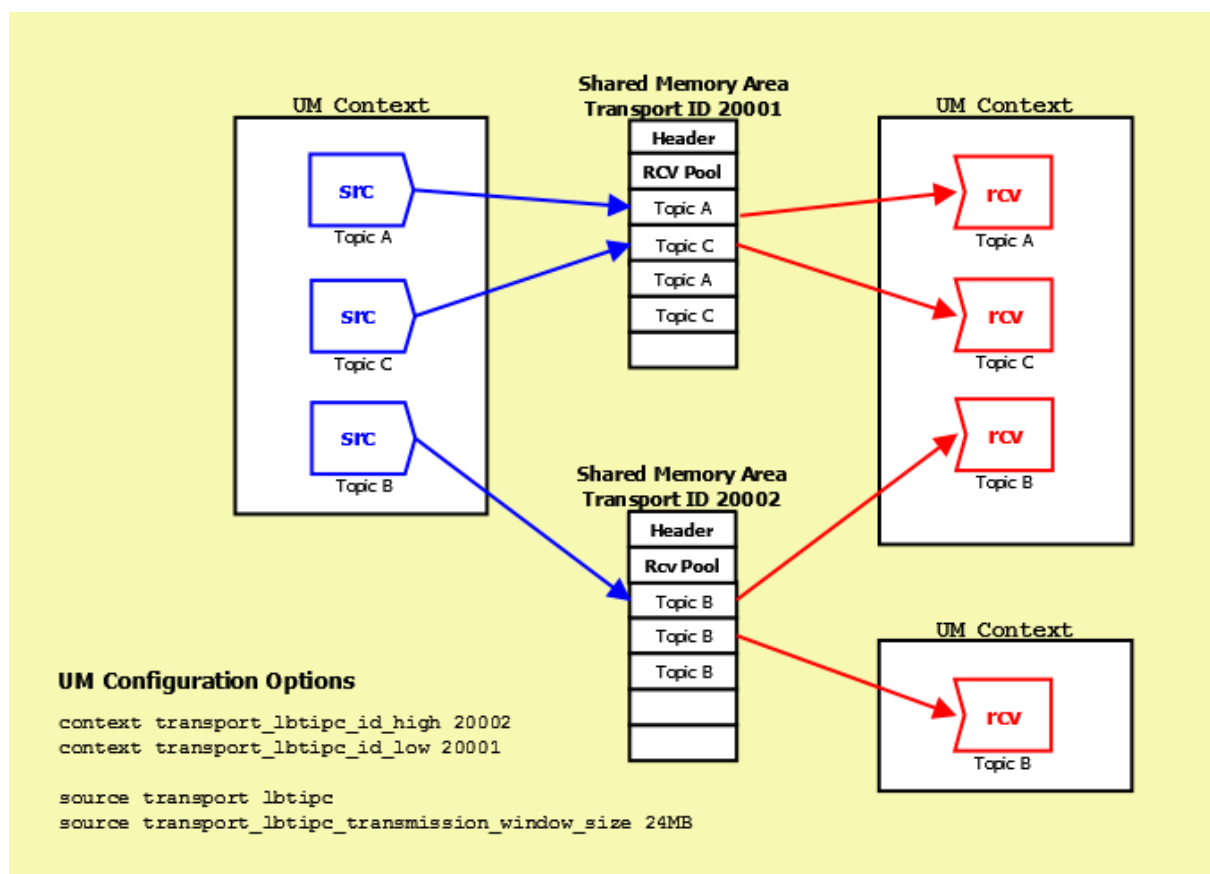 Shared Memory Area
Transport ID 20001
UM Context
UM Context
Header
RCV Pool
src
Topic A
rcv
Topic A
Topic A
Topic C
Topic A
src
Topic C
rcv
Topic C
Topic C
src
Topic B
rcv
Topic B
Shared Memory Area
Transport ID 20002
Header
Rcv Pool
Topic B
Topic B
Topic B
UM Context
rcv
Topic B
UM Configuration Options
context transport_lbtipc_id_high 20002
context transport_lbtipc_id_low 20001
source transport lbtipc
source transport_lbtipc_transmission_window_size 24MB